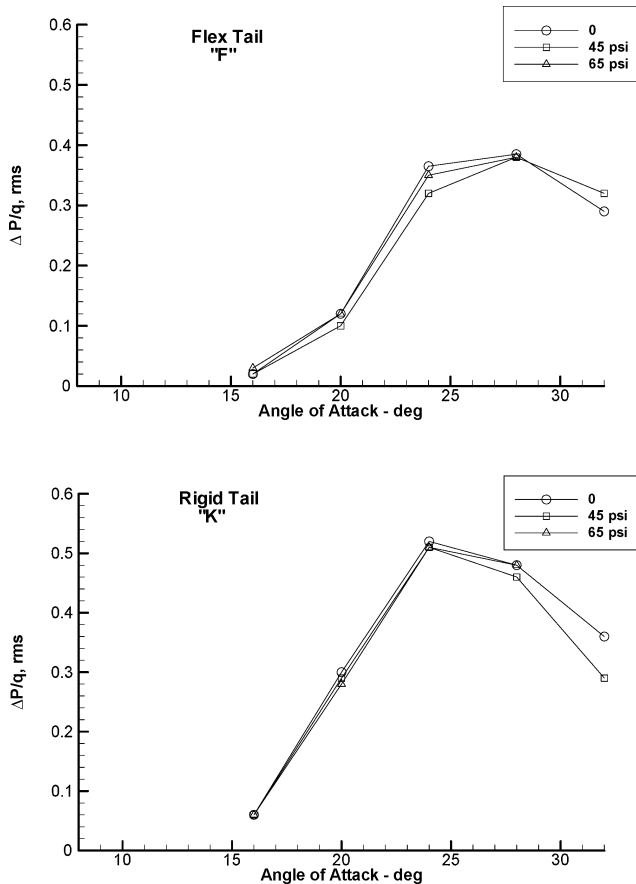 Flex Tail
"F"
0
45 psi
65 psi
0.6
0.5
0.4
0.3
0.2
0.1
0
Δ P/q, rms
10 15 20 25 30
Angle of Attack - deg
Rigid Tail
"K"
0
45 psi
65 psi
0.6
0.5
0.4
0.3
0.2
0.1
0
ΔP/q, rms
10 15 20 25 30
Angle of Attack - deg